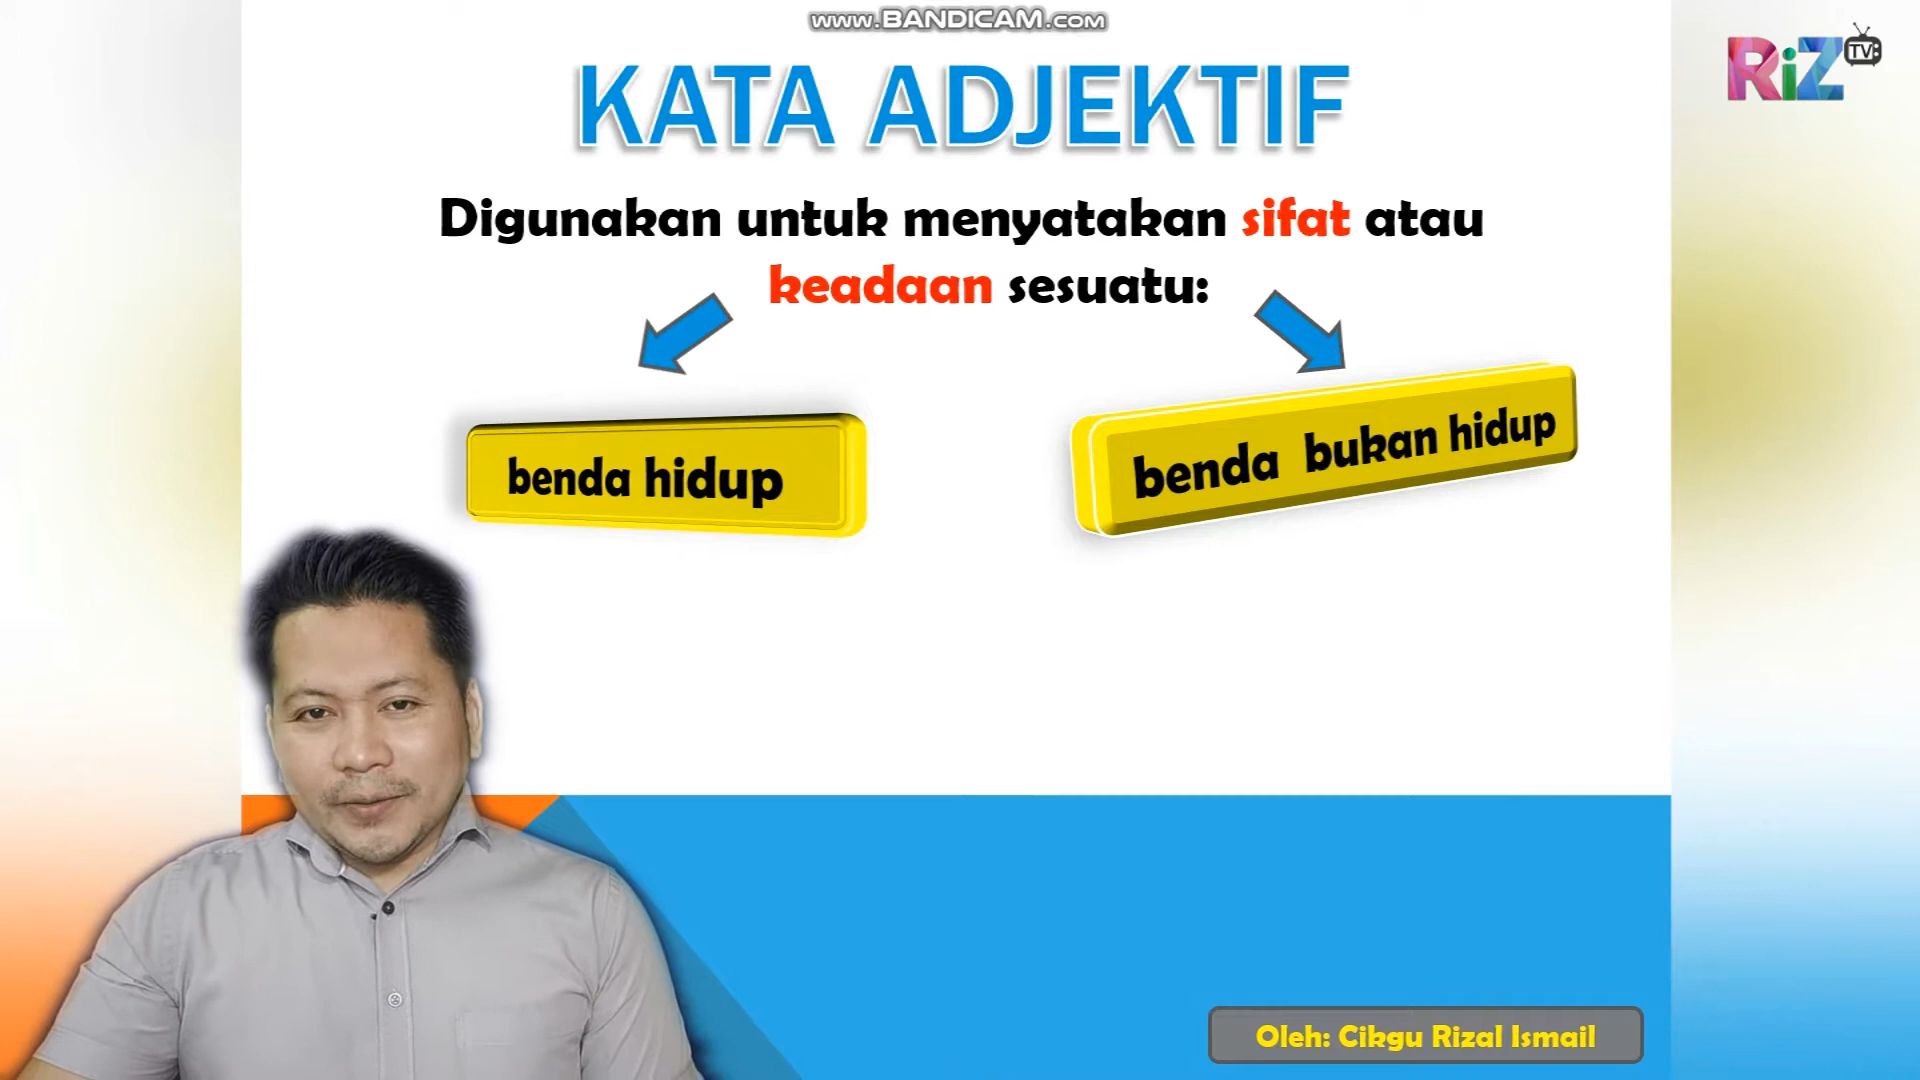 www.BANDICAM.com
RiZ TV
KATA ADJEKTIF
Digunakan untuk menyatakan sifat atau
keadaan sesuatu:
benda hidup
benda bukan hidup
Oleh: Cikgu Rizal Ismail